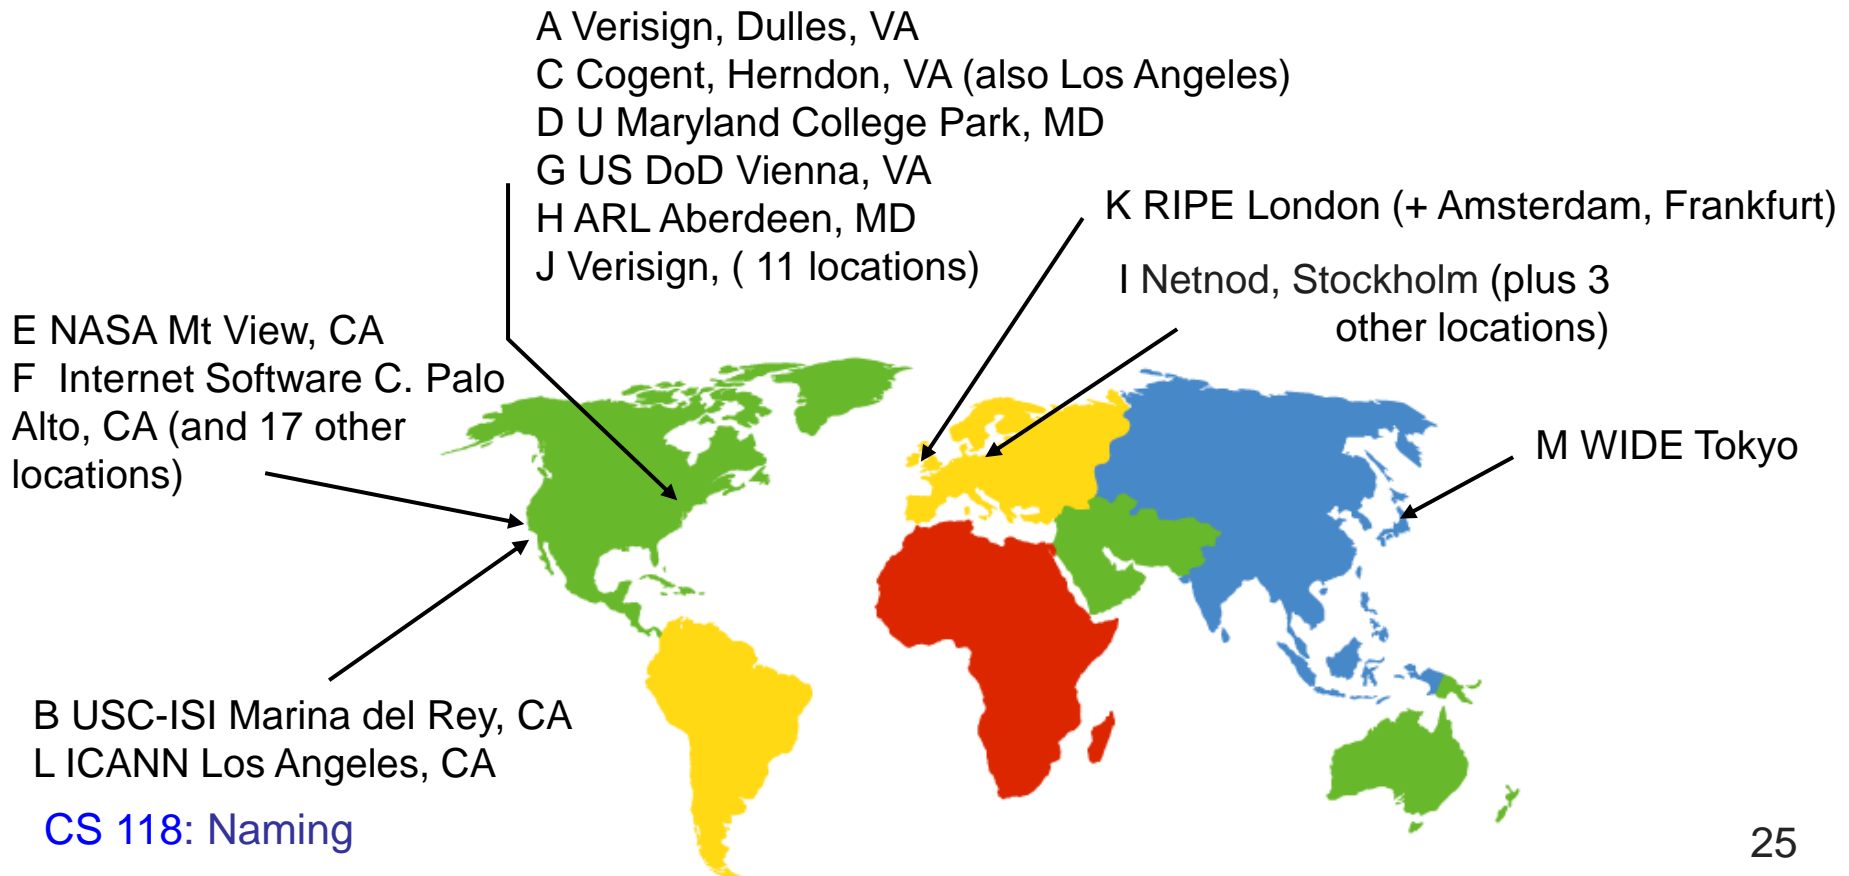 A Verisign, Dulles, VA
C Cogent, Herndon, VA (also Los Angeles)
D U Maryland College Park, MD
G US DoD Vienna, VA
H ARL Aberdeen, MD
J Verisign, ( 11 locations)
K RIPE London (+ Amsterdam, Frankfurt)
I Netnod, Stockholm (plus 3
other locations)
E NASA Mt View, CA
F Internet Software C. Palo
Alto, CA (and 17 other
locations)
M WIDE Tokyo
B USC-ISI Marina del Rey, CA
L ICANN Los Angeles, CA
CS 118: Naming
25